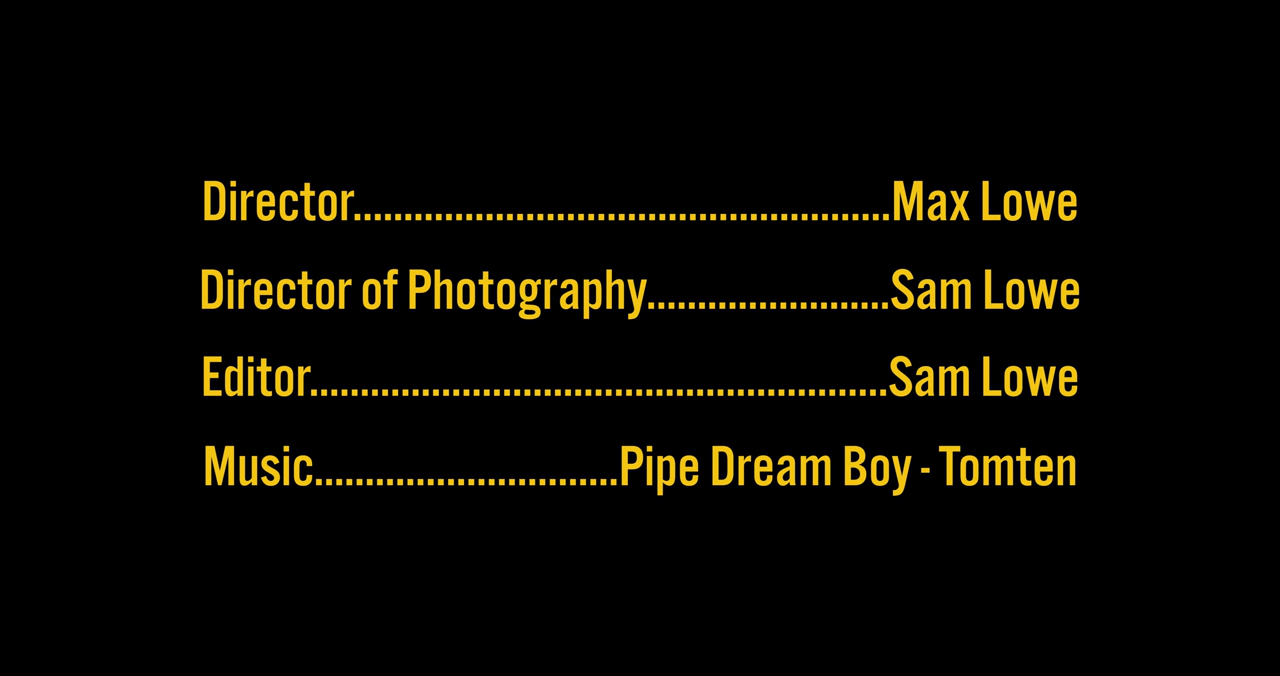 Director.....................................................Max Lowe
Director of Photography........................Sam Lowe
Editor.........................................................Sam Lowe
Music..............................Pipe Dream Boy - Tomten